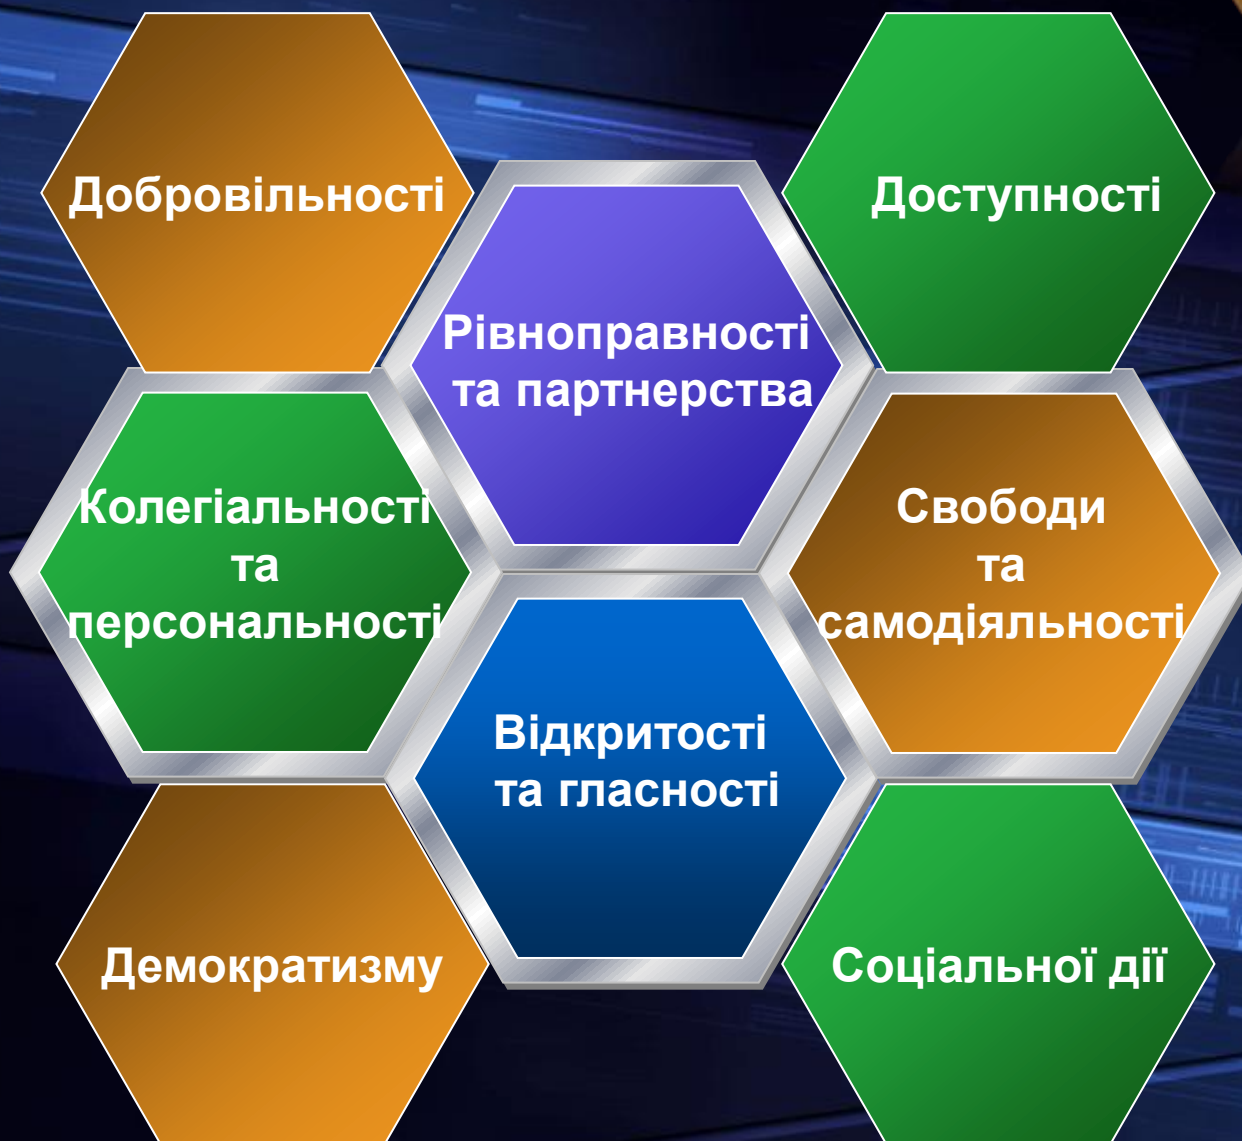 Добровільності
Доступності
Рівноправності
та партнерства
Колегіальності
та
персональності
Свободи
та
самодіяльності
Відкритості
та гласності
Демократизму
Соціальної дії